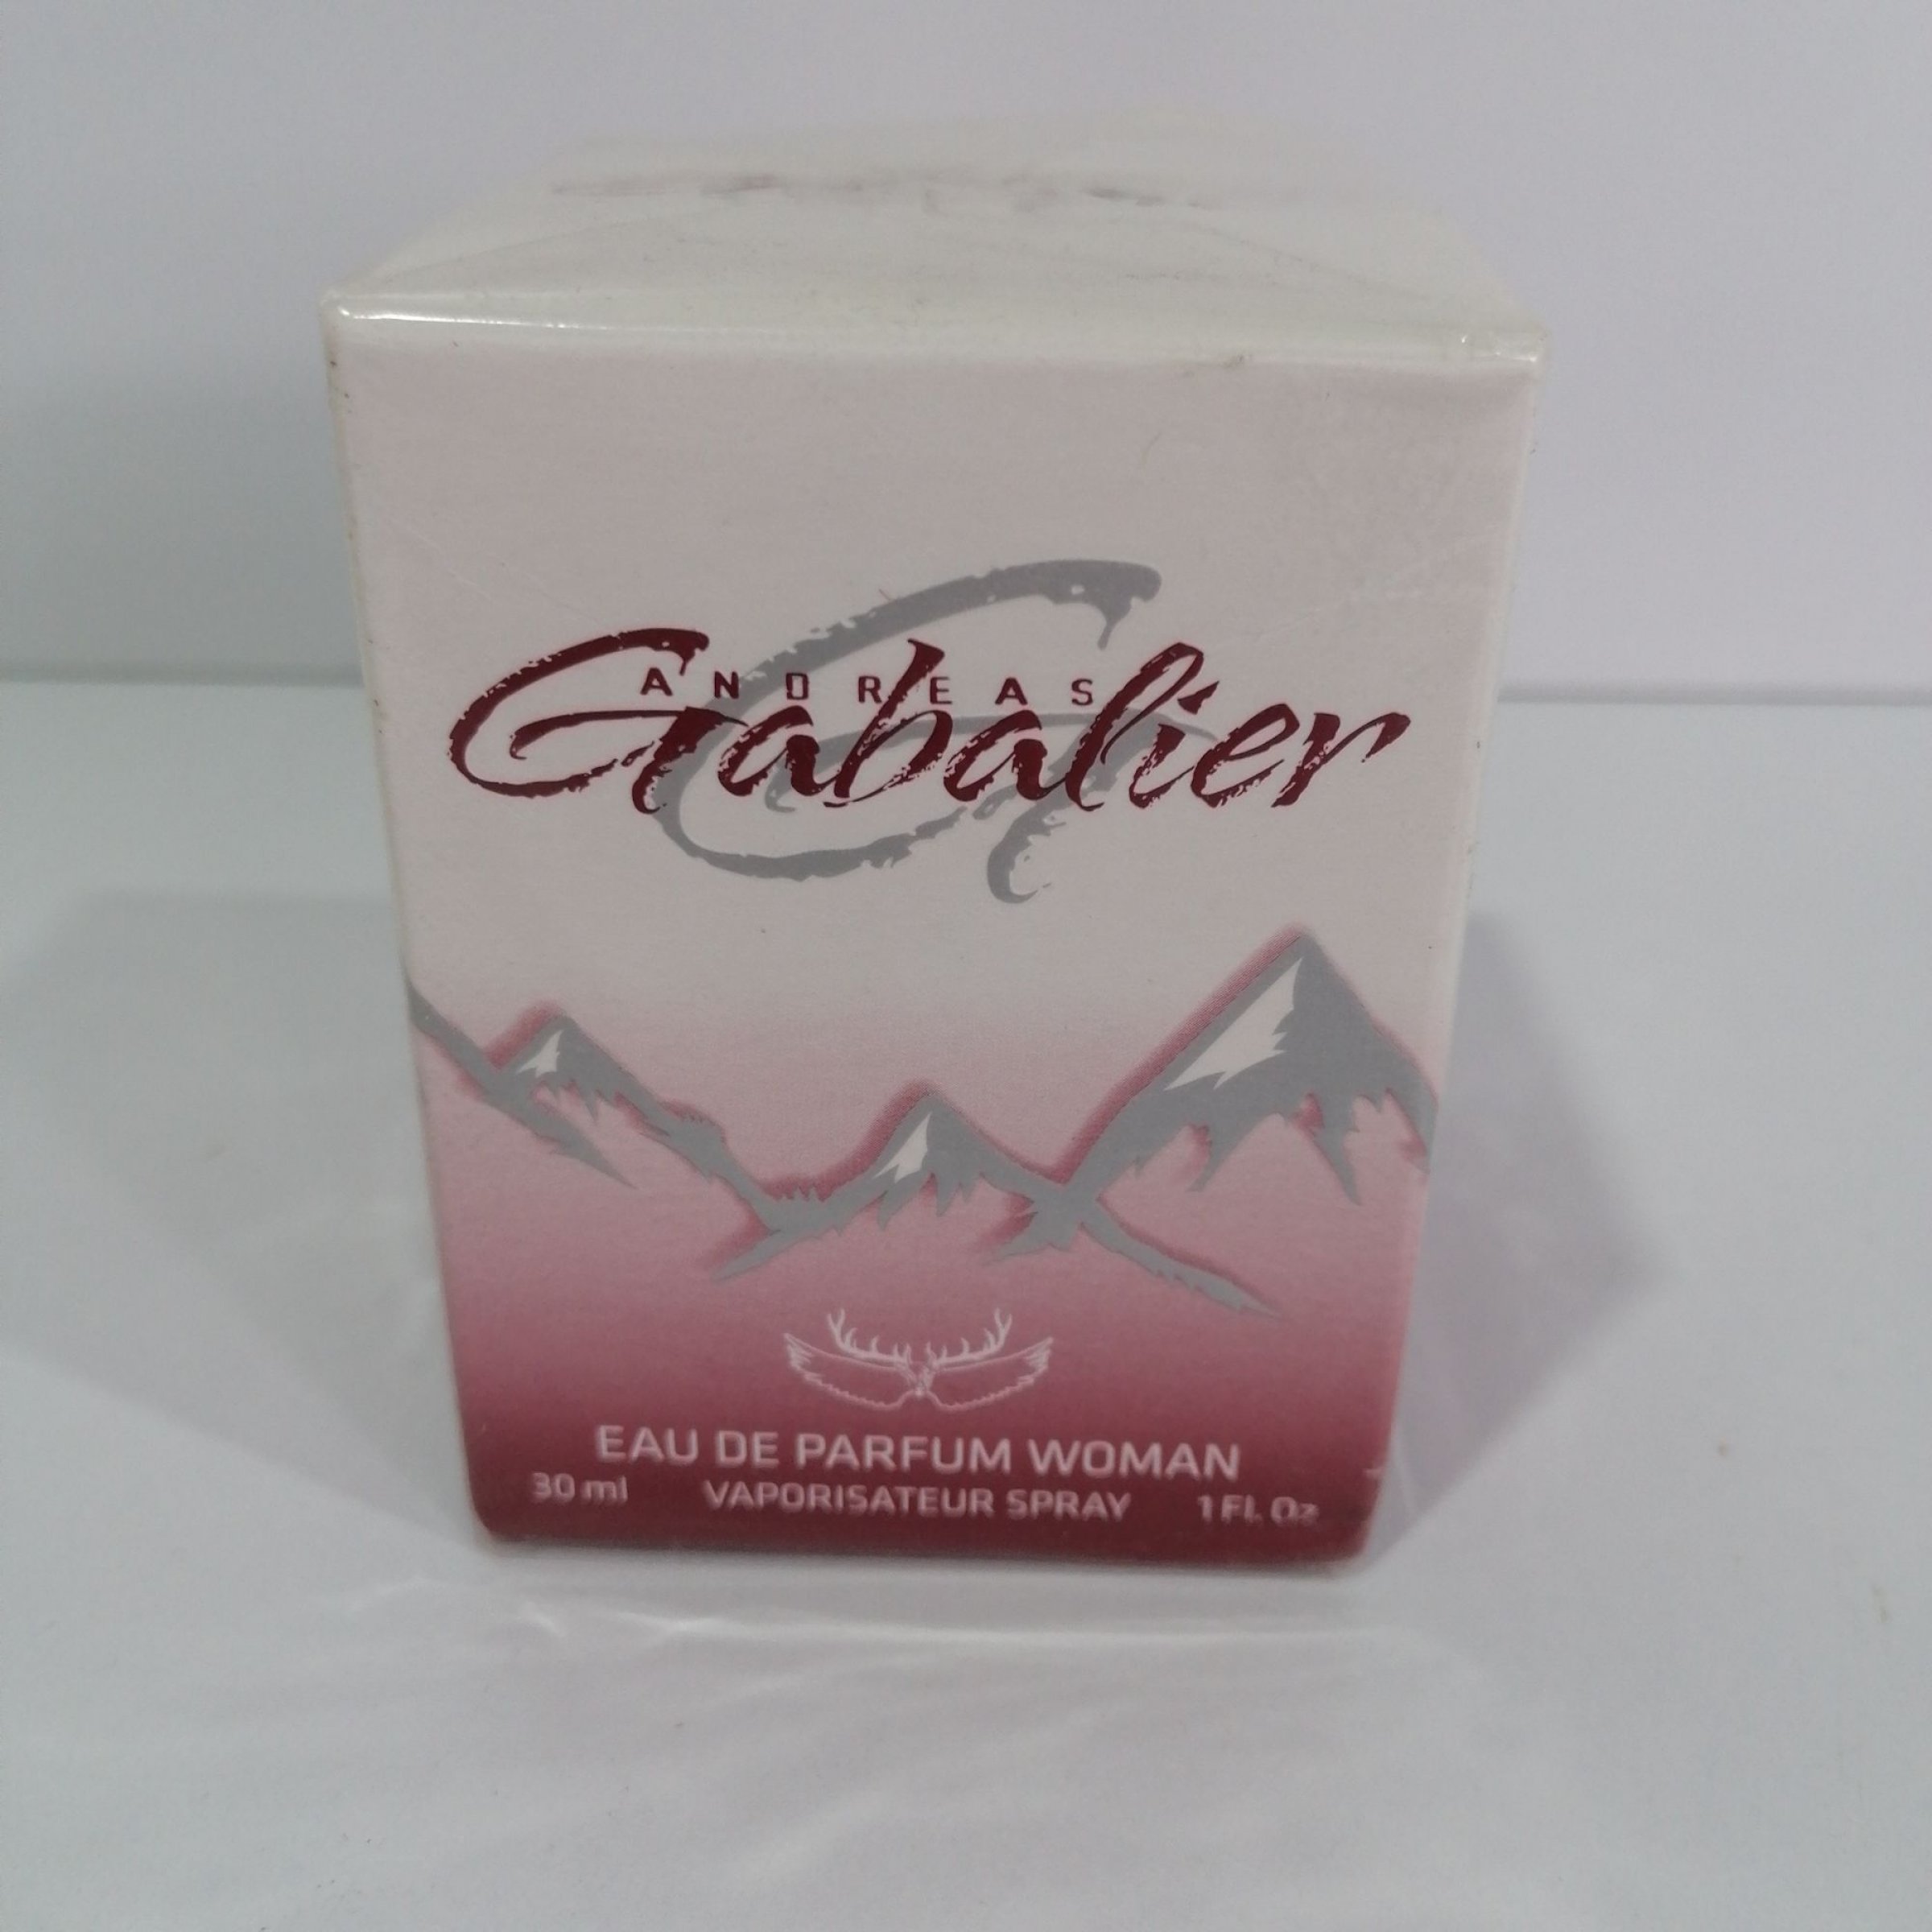 ANDREAS
Gabalier
EAU DE PARFUM WOMAN
30 ml VAPORISATEUR SPRAY 1 Fl. Oz